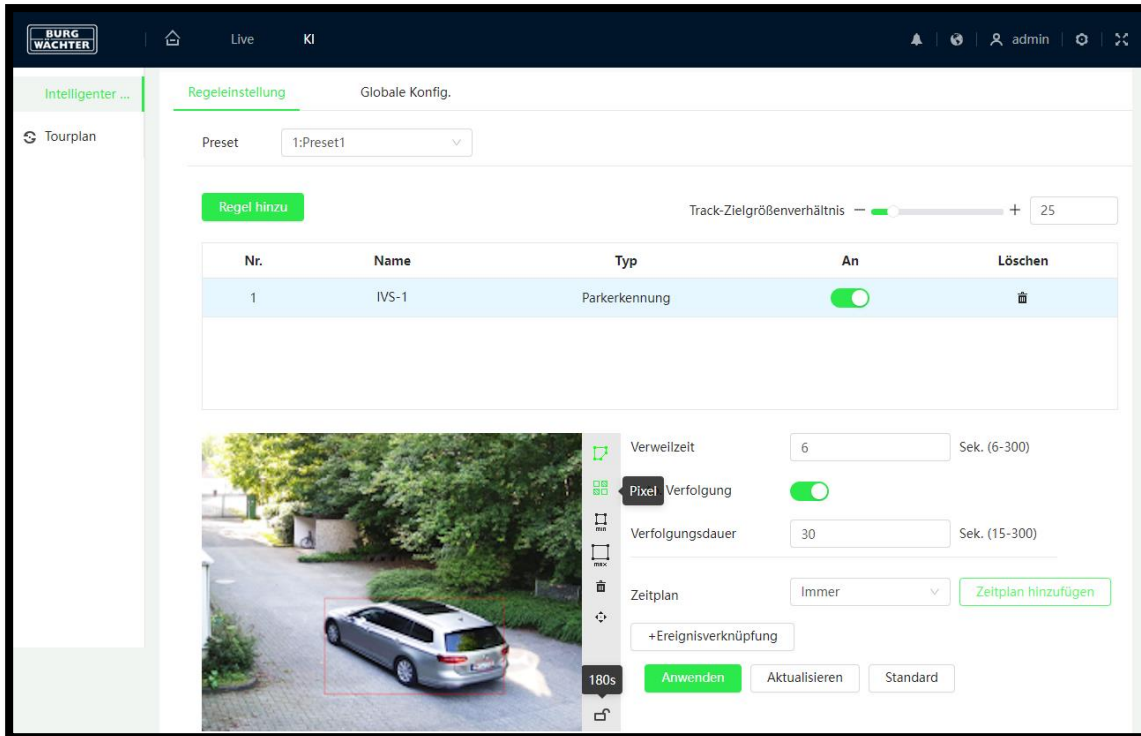 BURG
WÄCHTER
Live KI admin
Intelligenter ...
Tourplan
Regeleinstellung Globale Konfig.
Preset 1:Preset1
Regel hinzu
Track-Zielgrößenverhältnis 25
Nr. Name Typ An Löschen
1 IVS-1 Parkerkennung
Verweilzeit 6 Sek. (6-300)
Pixel Verfolgung
min
Verfolgungsdauer 30 Sek. (15-300)
max
Zeitplan Immer Zeitplan hinzufügen
+Ereignisverknüpfung
180s Anwenden Aktualisieren Standard